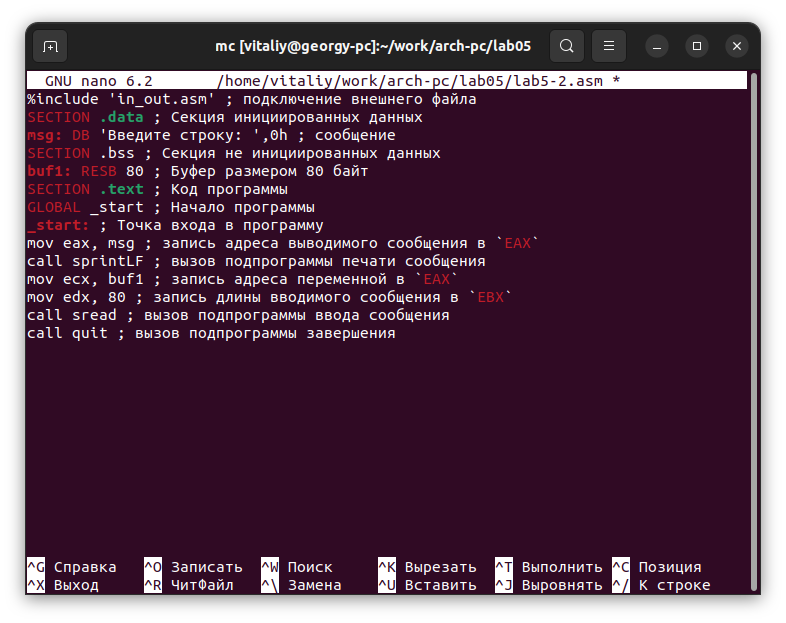 mc [vitaliy@georgy-pc]:~/work/arch-pc/lab05
GNU nano 6.2 /home/vitaliy/work/arch-pc/lab05/lab5-2.asm *
%include 'in_out.asm' ; подключение внешнего файла
SECTION .data ; Секция инициированных данных
msg: DB 'Введите строку: ',0h ; сообщение
SECTION .bss ; Секция не инициированных данных
buf1: RESB 80 ; Буфер размером 80 байт
SECTION .text ; Код программы
GLOBAL _start ; Начало программы
_start: ; Точка входа в программу
mov eax, msg ; запись адреса выводимого сообщения в `EAX`
call sprintLF ; вызов подпрограммы печати сообщения
mov ecx, buf1 ; запись адреса переменной в `EAX`
mov edx, 80 ; запись длины вводимого сообщения в `EBX`
call sread ; вызов подпрограммы ввода сообщения
call quit ; вызов подпрограммы завершения
^G Справка ^O Записать ^W Поиск ^K Вырезать ^T Выполнить ^C Позиция
^X Выход ^R ЧитФайл ^\ Замена ^U Вставить ^J Выровнять ^/ К строке